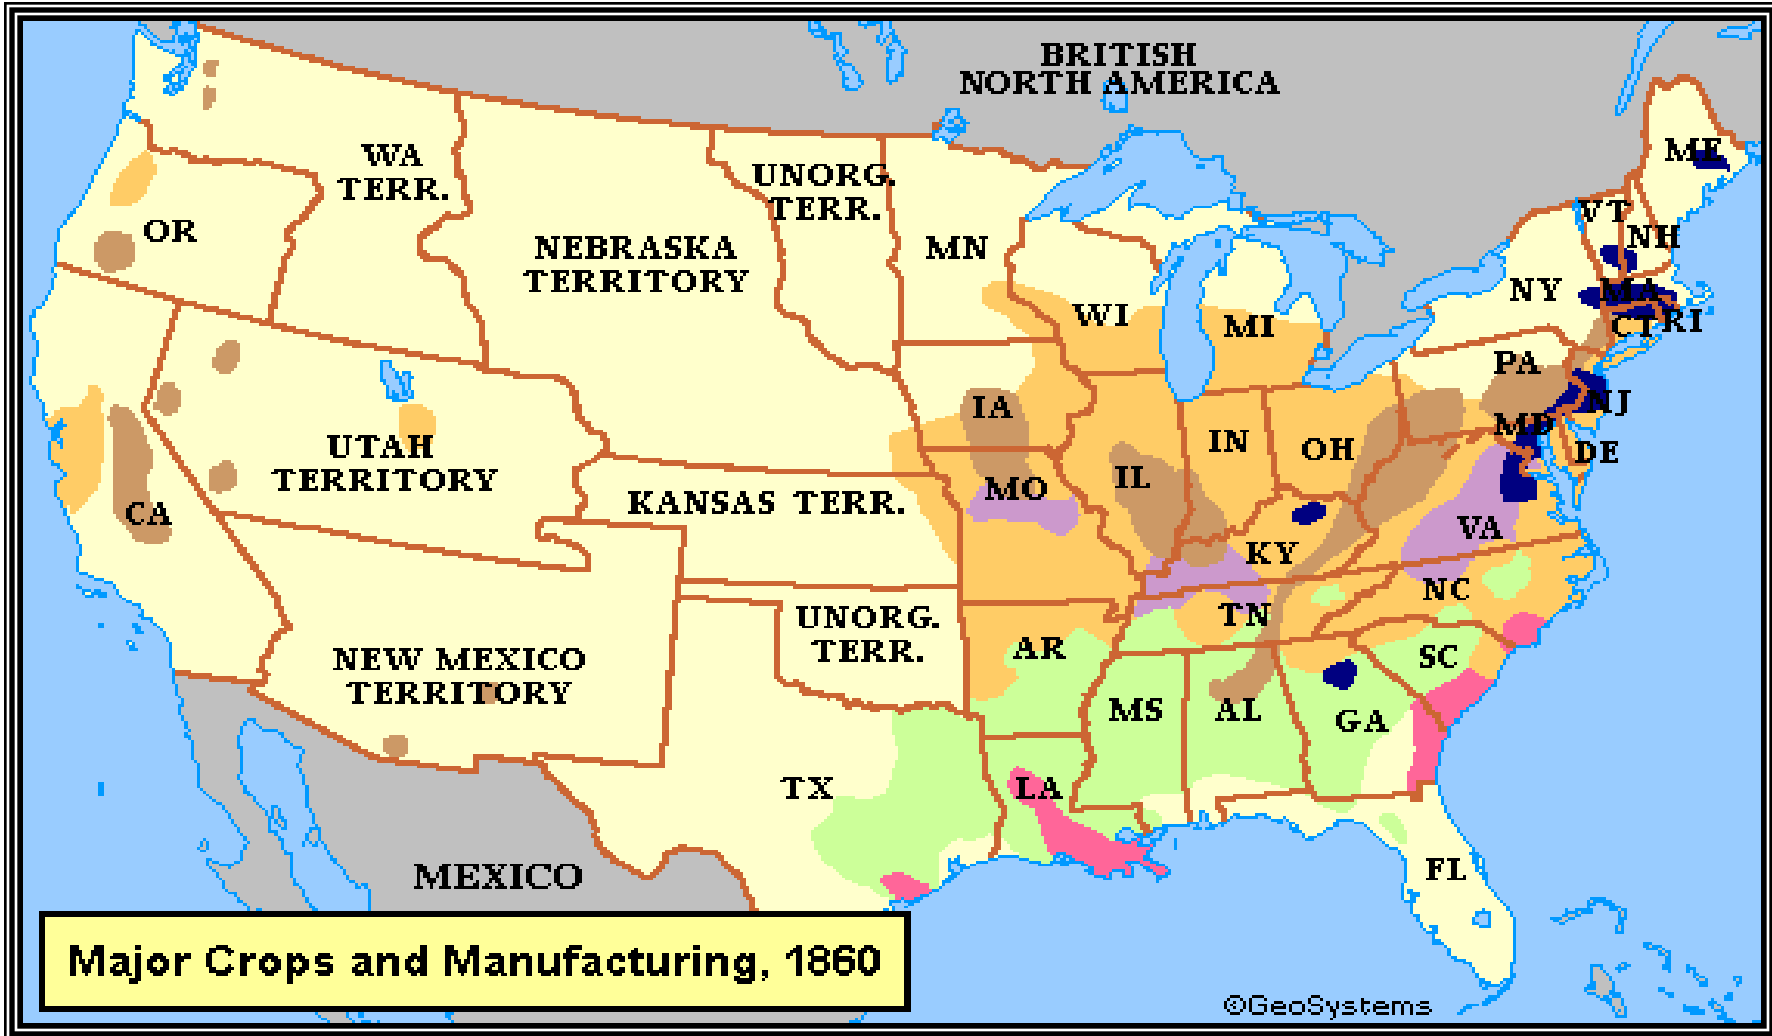 BRITISH
NORTH AMERICA
ME
WA
TERR.
UNORG.
TERR.
VT
NH
OR
NEBRASKA
TERRITORY
MN
NY
MA
WI
MI
CT
RI
PA
IA
NJ
MD
IN
OH
DE
UTAH
TERRITORY
MO
IL
KANSAS TERR.
CA
VA
KY
NC
TN
UNORG.
TERR.
AR
SC
NEW MEXICO
TERRITORY
MS
AL
GA
TX
LA
FL
MEXICO
Major Crops and Manufacturing, 1860
©GeoSystems